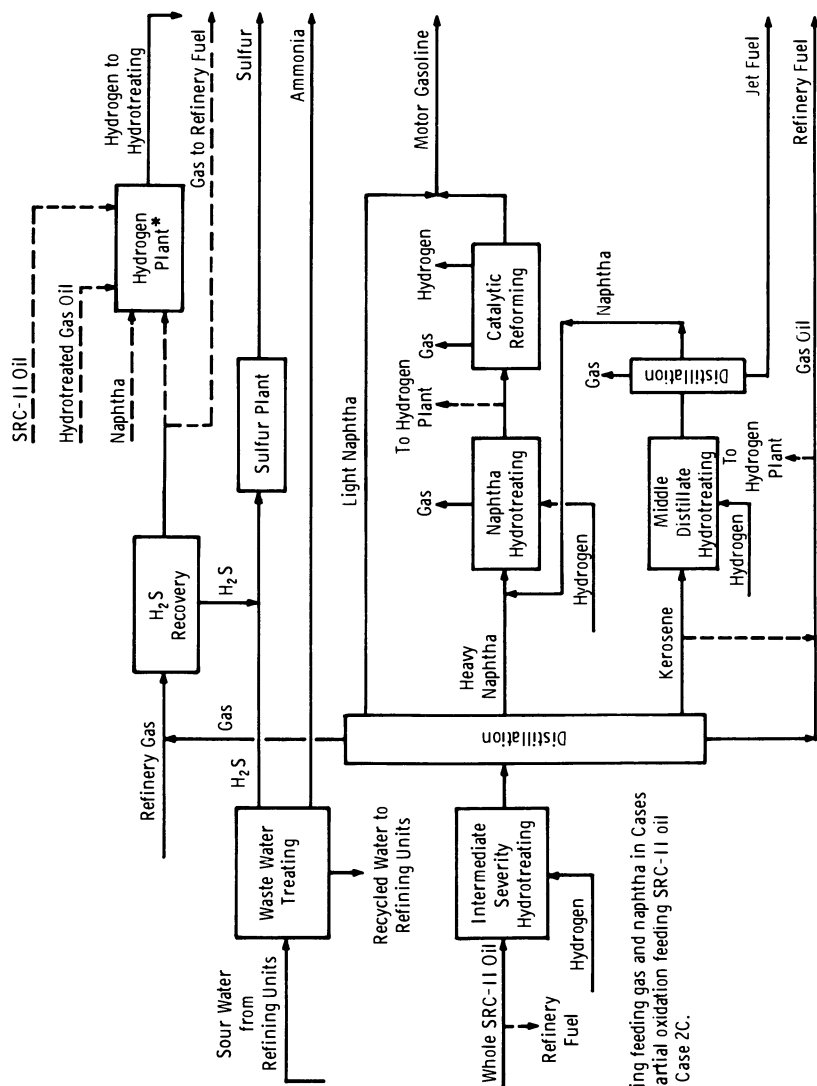 SRC-II Oil
Hydrotreated Gas Oil
Naphtha
Hydrogen
Plant*
Hydrogen to
Hydrotreating
Gas to Refinery Fuel
Refinery Gas
H2S
Recovery
H2S
Gas
H2S
Sulfur Plant
Sulfur
Ammonia
Sour Water
from
Refining Units
Waste Water
Treating
Recycled Water to
Refining Units
Light Naphtha
Motor Gasoline
Whole SRC-II Oil
Refinery
Fuel
Intermediate
Severity
Hydrotreating
Hydrogen
Distillation
Heavy
Naphtha
Gas
Naphtha
Hydrotreating
Hydrogen
To Hydrogen
Plant
Gas
Hydrogen
Catalytic
Reforming
Naphtha
Kerosene
Middle
Distillate
Hydrotreating
Hydrogen
Gas
Distillation
To
Hydrogen
Plant
Gas Oil
Jet Fuel
Refinery Fuel
ing feeding gas and naphtha in Cases
artial oxidation feeding SRC-II oil
Case 2C.